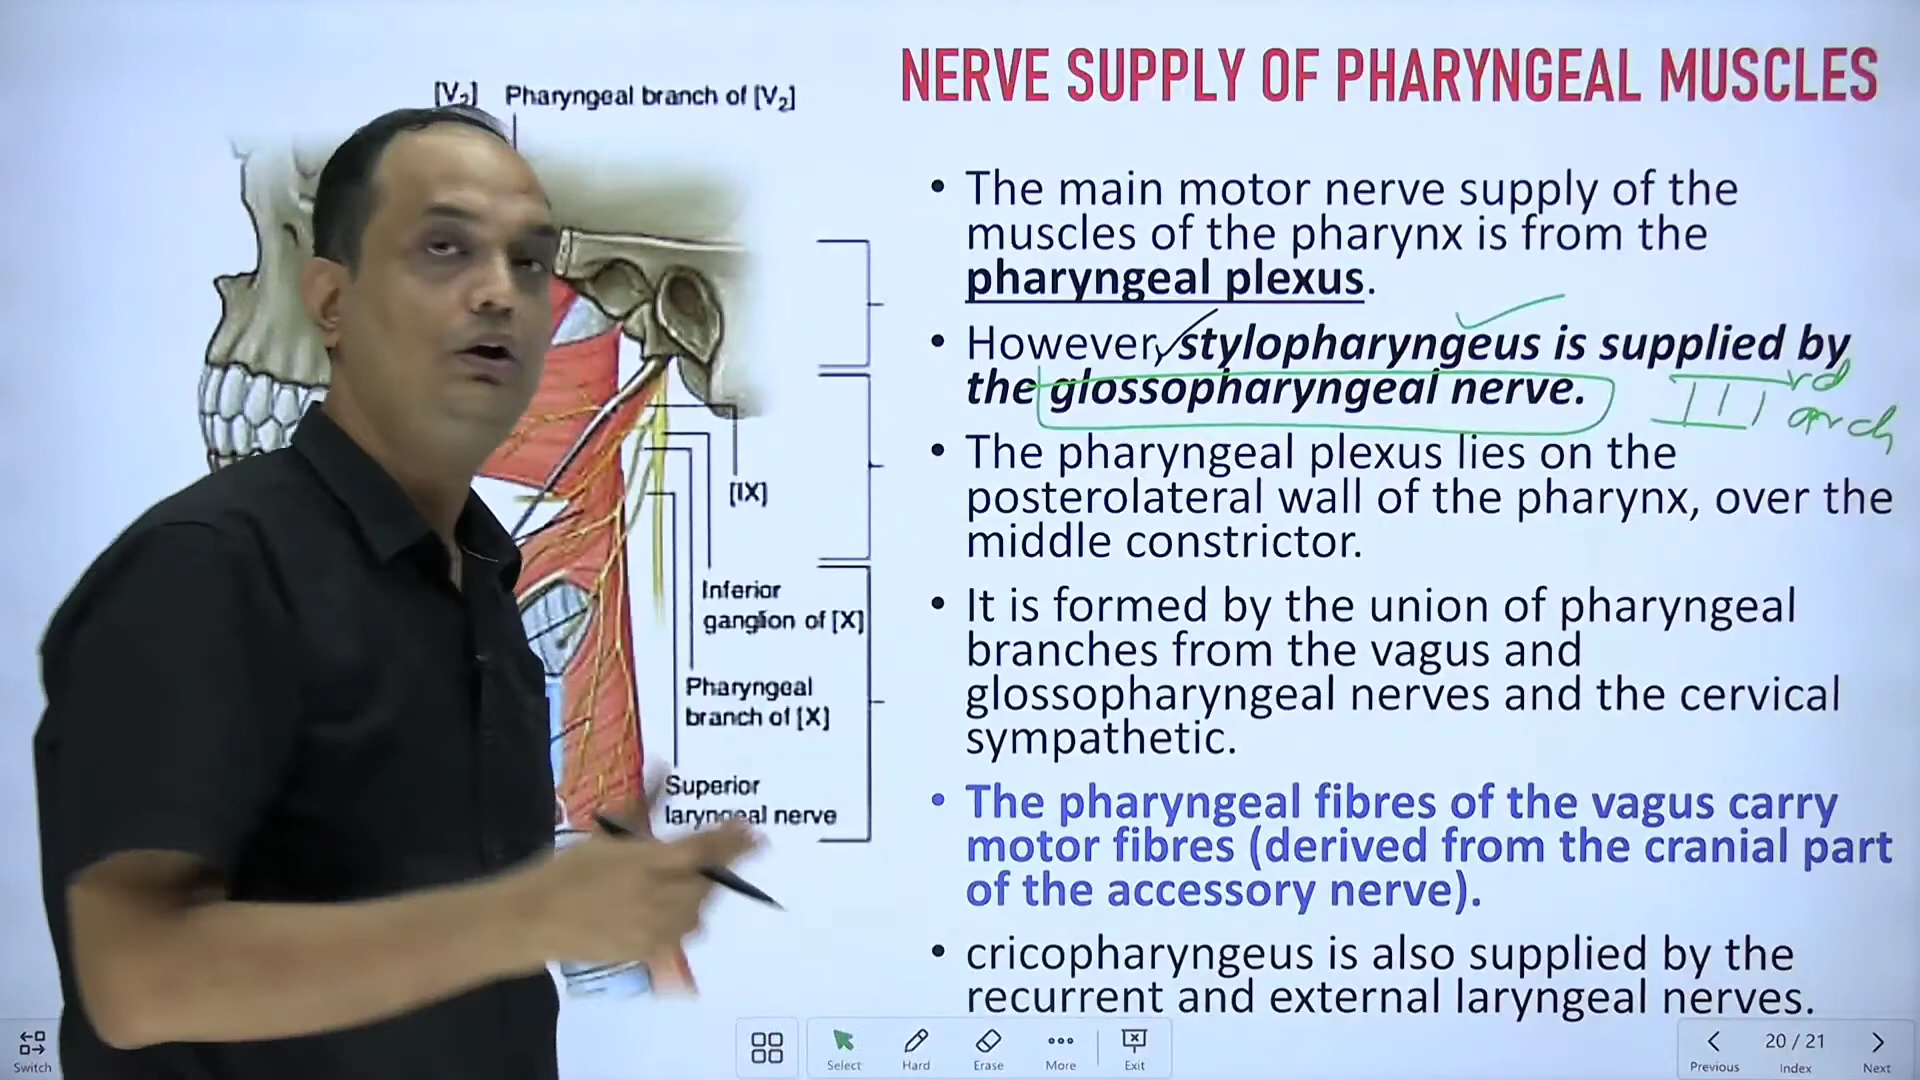 NERVE SUPPLY OF PHARYNGEAL MUSCLES
[V₂] Pharyngeal branch of [V₂]
[IX]
Inferior
ganglion of [X]
Pharyngeal
branch of [X]
Superior
laryngeal nerve
• The main motor nerve supply of the
muscles of the pharynx is from the
pharyngeal plexus.
• However, stylopharyngeus is supplied by
the glossopharyngeal nerve.
III rd
arch
• The pharyngeal plexus lies on the
posterolateral wall of the pharynx, over the
middle constrictor.
• It is formed by the union of pharyngeal
branches from the vagus and
glossopharyngeal nerves and the cervical
sympathetic.
• The pharyngeal fibres of the vagus carry
motor fibres (derived from the cranial part
of the accessory nerve).
• cricopharyngeus is also supplied by the
recurrent and external laryngeal nerves.
Switch
Select Hard Erase More Exit
20 / 21
Previous Index Next